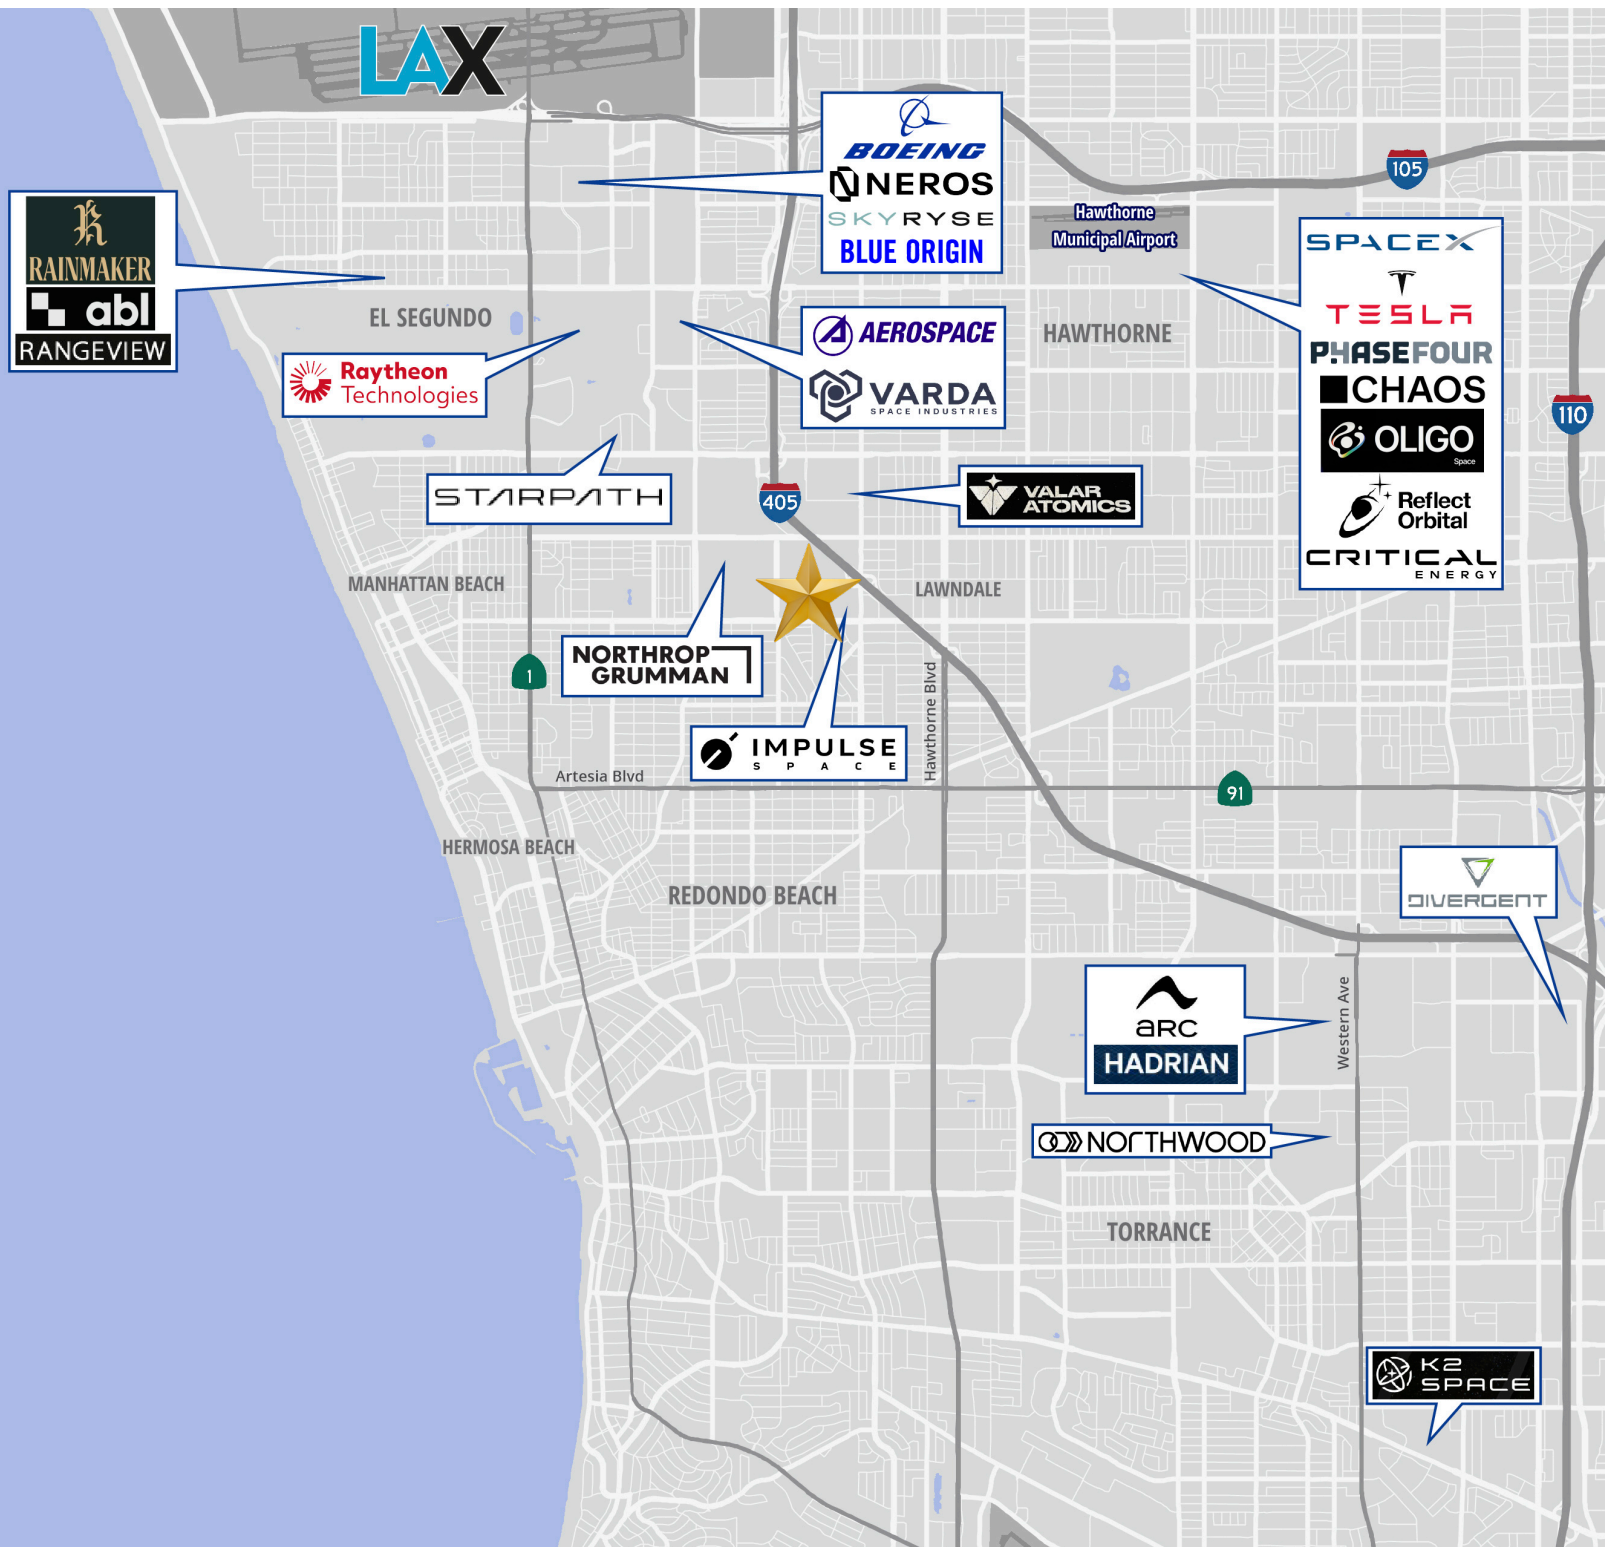 LAX
BOEING
NEROS
SKYRYSE
BLUE ORIGIN
105
Hawthorne
Municipal Airport
R
RAINMAKER
abl
RANGEVIEW
SPACEX
TESLA
PHASEFOUR
CHAOS
OLIGO
Space
Reflect
Orbital
CRITICAL
ENERGY
EL SEGUNDO
Raytheon
Technologies
AEROSPACE
VARDA
SPACE INDUSTRIES
HAWTHORNE
110
STARPATH
405
VALAR
ATOMICS
MANHATTAN BEACH
LAWNDALE
NORTHROP
GRUMMAN
1
IMPULSE
SPACE
Hawthorne Blvd
Artesia Blvd
91
HERMOSA BEACH
REDONDO BEACH
DIVERGENT
arc
HADRIAN
Western Ave
NORTHWOOD
TORRANCE
K2
SPACE